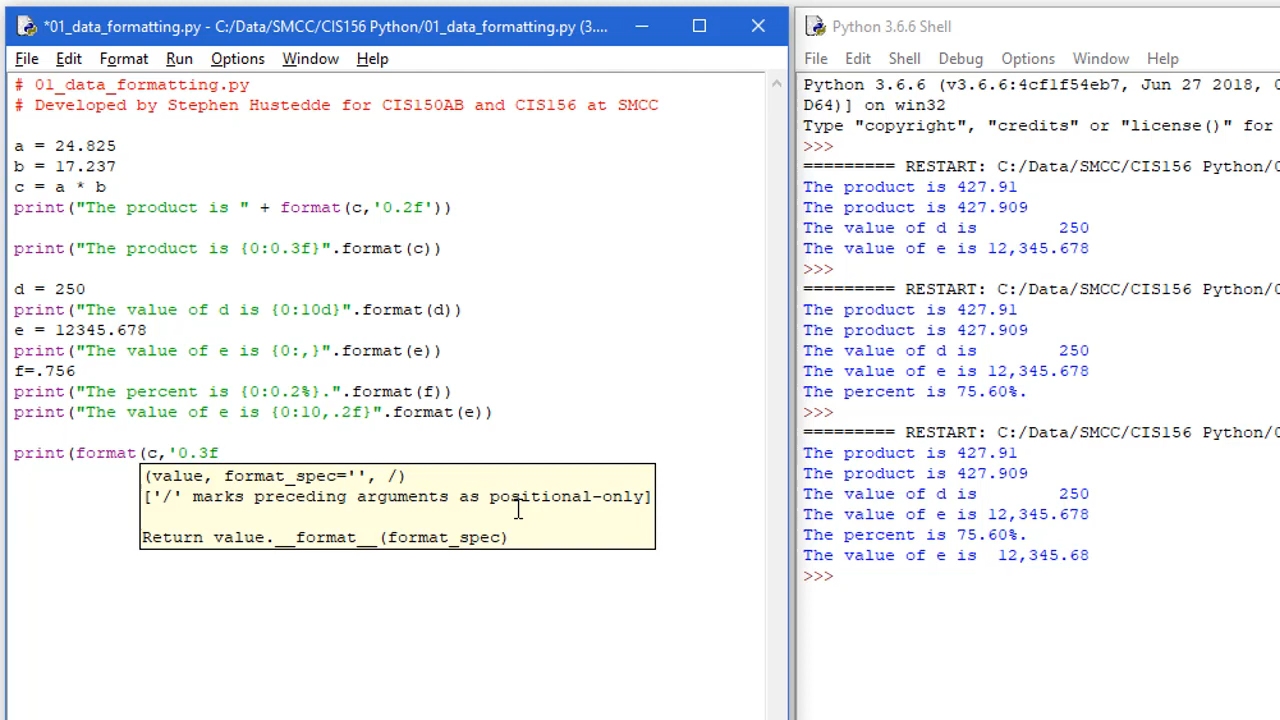 *01_data_formatting.py - C:/Data/SMCC/CIS156 Python/01_data_formatting.py (3....
File Edit Format Run Options Window Help
# 01_data_formatting.py
# Developed by Stephen Hustedde for CIS150AB and CIS156 at SMCC
a = 24.825
b = 17.237
c = a * b
print("The product is " + format(c,'0.2f'))
print("The product is {0:0.3f}".format(c))
d = 250
print("The value of d is {0:10d}".format(d))
e = 12345.678
print("The value of e is {0:,}".format(e))
f=.756
print("The percent is {0:0.2%}.".format(f))
print("The value of e is {0:10,.2f}".format(e))
print(format(c,'0.3f
(value, format_spec='', /)
['/' marks preceding arguments as positional-only]
Return value.__format__(format_spec)
Python 3.6.6 Shell
File Edit Shell Debug Options Window Help
Python 3.6.6 (v3.6.6:4cf1f54eb7, Jun 27 2018, 0
D64)] on win32
Type "copyright", "credits" or "license()" for
>>>
========= RESTART: C:/Data/SMCC/CIS156 Python/0
The product is 427.91
The product is 427.909
The value of d is        250
The value of e is 12,345.678
>>>
========= RESTART: C:/Data/SMCC/CIS156 Python/0
The product is 427.91
The product is 427.909
The value of d is        250
The value of e is 12,345.678
The percent is 75.60%.
>>>
========= RESTART: C:/Data/SMCC/CIS156 Python/0
The product is 427.91
The product is 427.909
The value of d is        250
The value of e is 12,345.678
The percent is 75.60%.
The value of e is  12,345.68
>>>